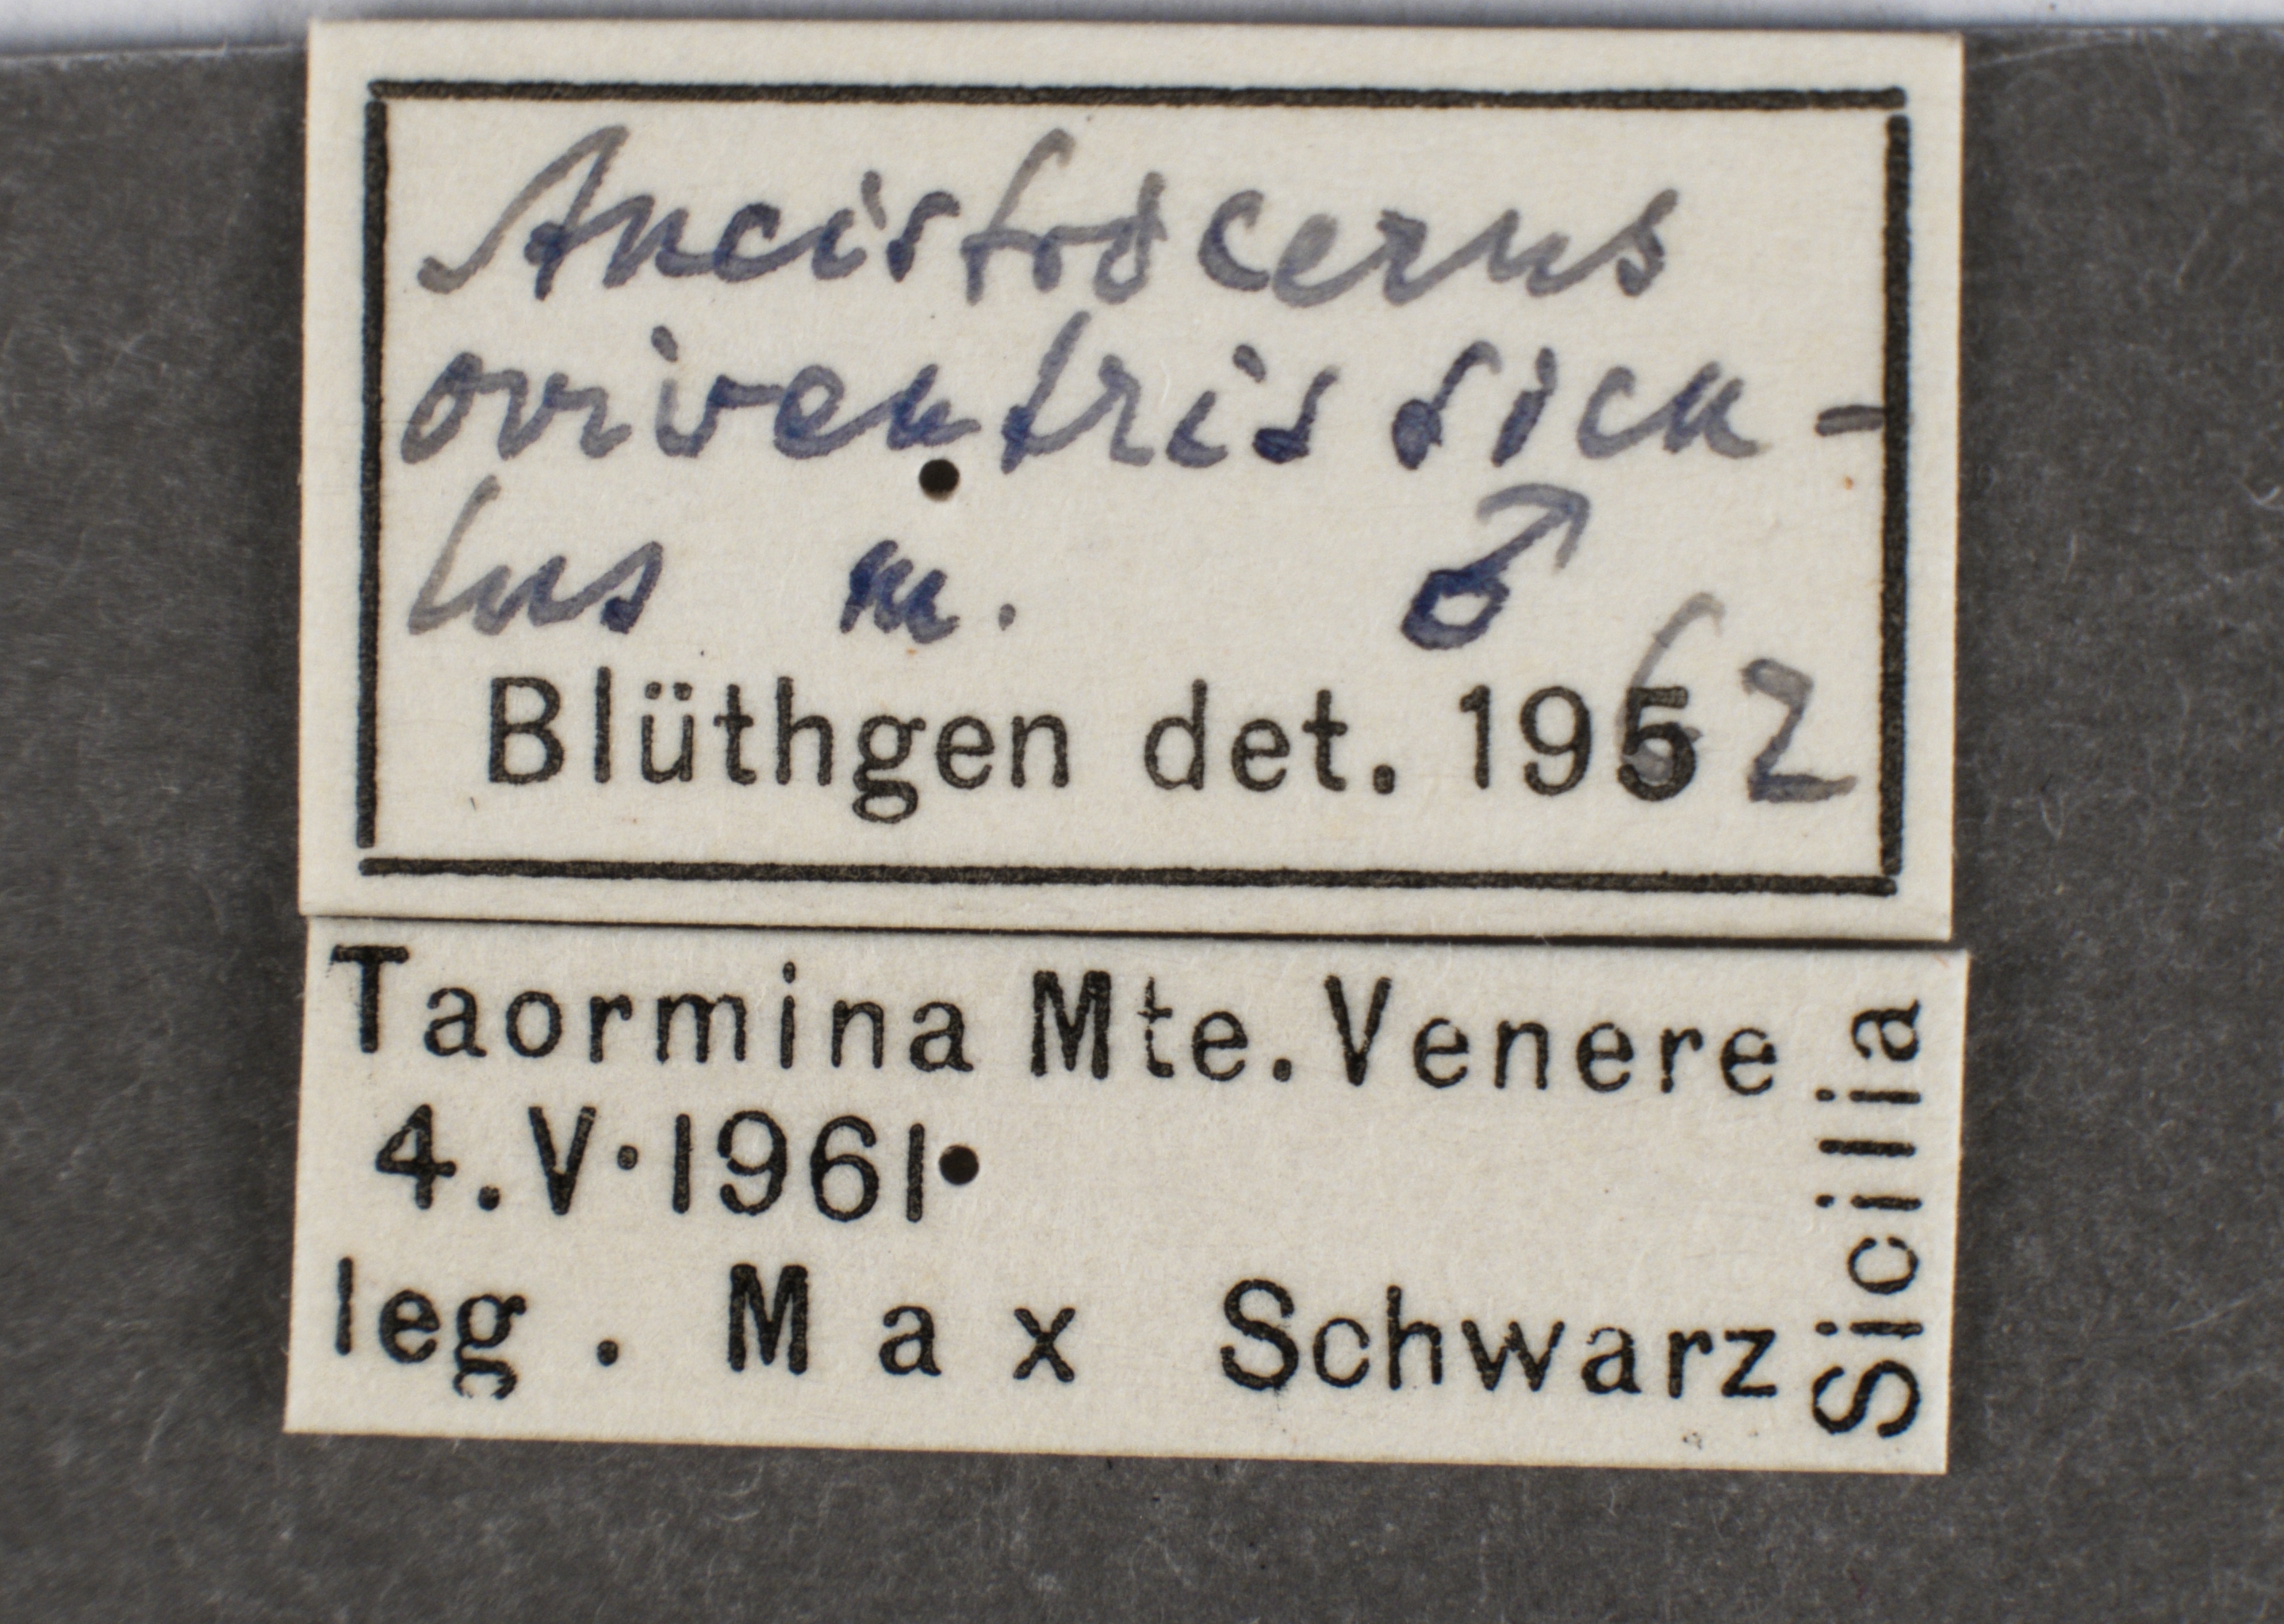 Ancistrocerus
oviventris sicu-
lus m. ♂
Blüthgen det. 1962
Taormina Mte. Venere
4.V.1961
leg. Max Schwarz
Sicilia